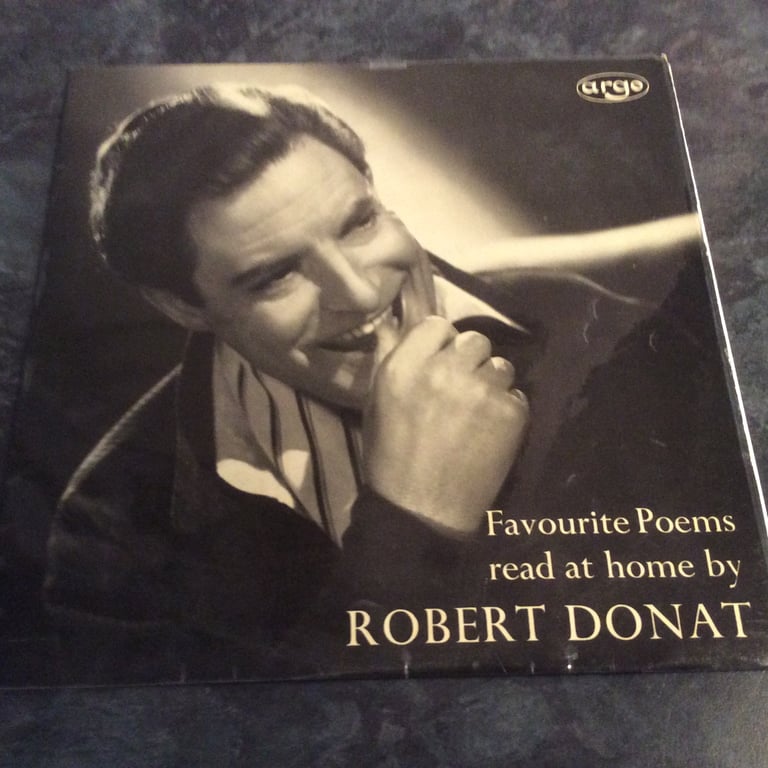 argo
Favourite Poems
read at home by
ROBERT DONAT